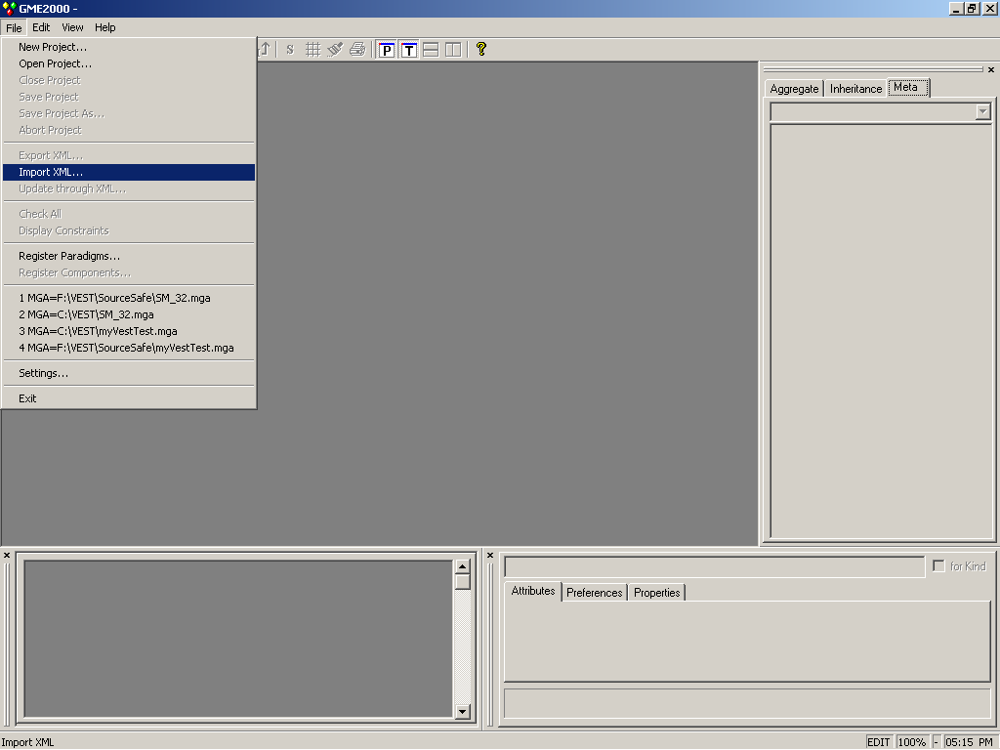 GME2000 -
File Edit View Help
New Project...
Open Project...
Close Project
Save Project
Save Project As...
Abort Project
Export XML...
Import XML...
Update through XML...
Check All
Display Constraints
Register Paradigms...
Register Components...
1 MGA=F:\VEST\SourceSafe\SM_32.mga
2 MGA=C:\VEST\SM_32.mga
3 MGA=C:\VEST\myVestTest.mga
4 MGA=F:\VEST\SourceSafe\myVestTest.mga
Settings...
Exit
S P T ?
Aggregate Inheritance Meta
for Kind
Attributes Preferences Properties
Import XML
EDIT 100% - 05:15 PM